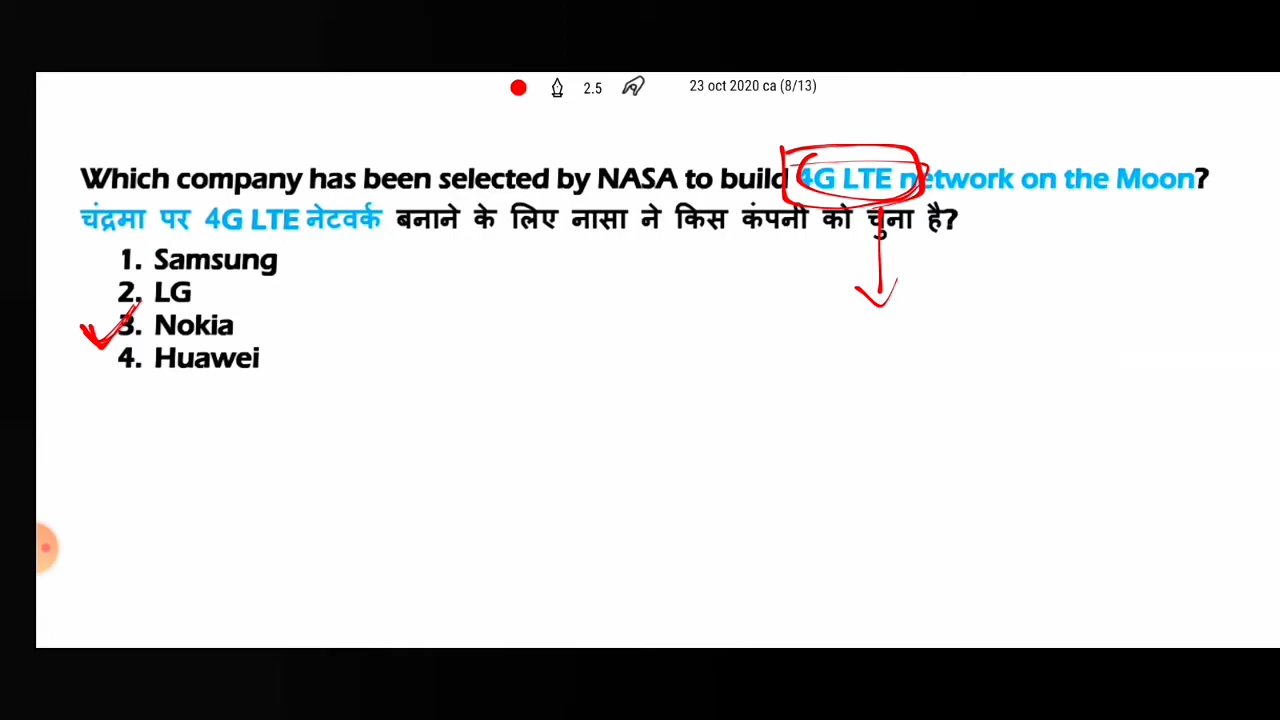 2.5 23 oct 2020 ca (8/13)
Which company has been selected by NASA to build 4G LTE network on the Moon?
चंद्रमा पर 4G LTE नेटवर्क बनाने के लिए नासा ने किस कंपनी को चुना है?
1. Samsung
2. LG
3. Nokia
4. Huawei